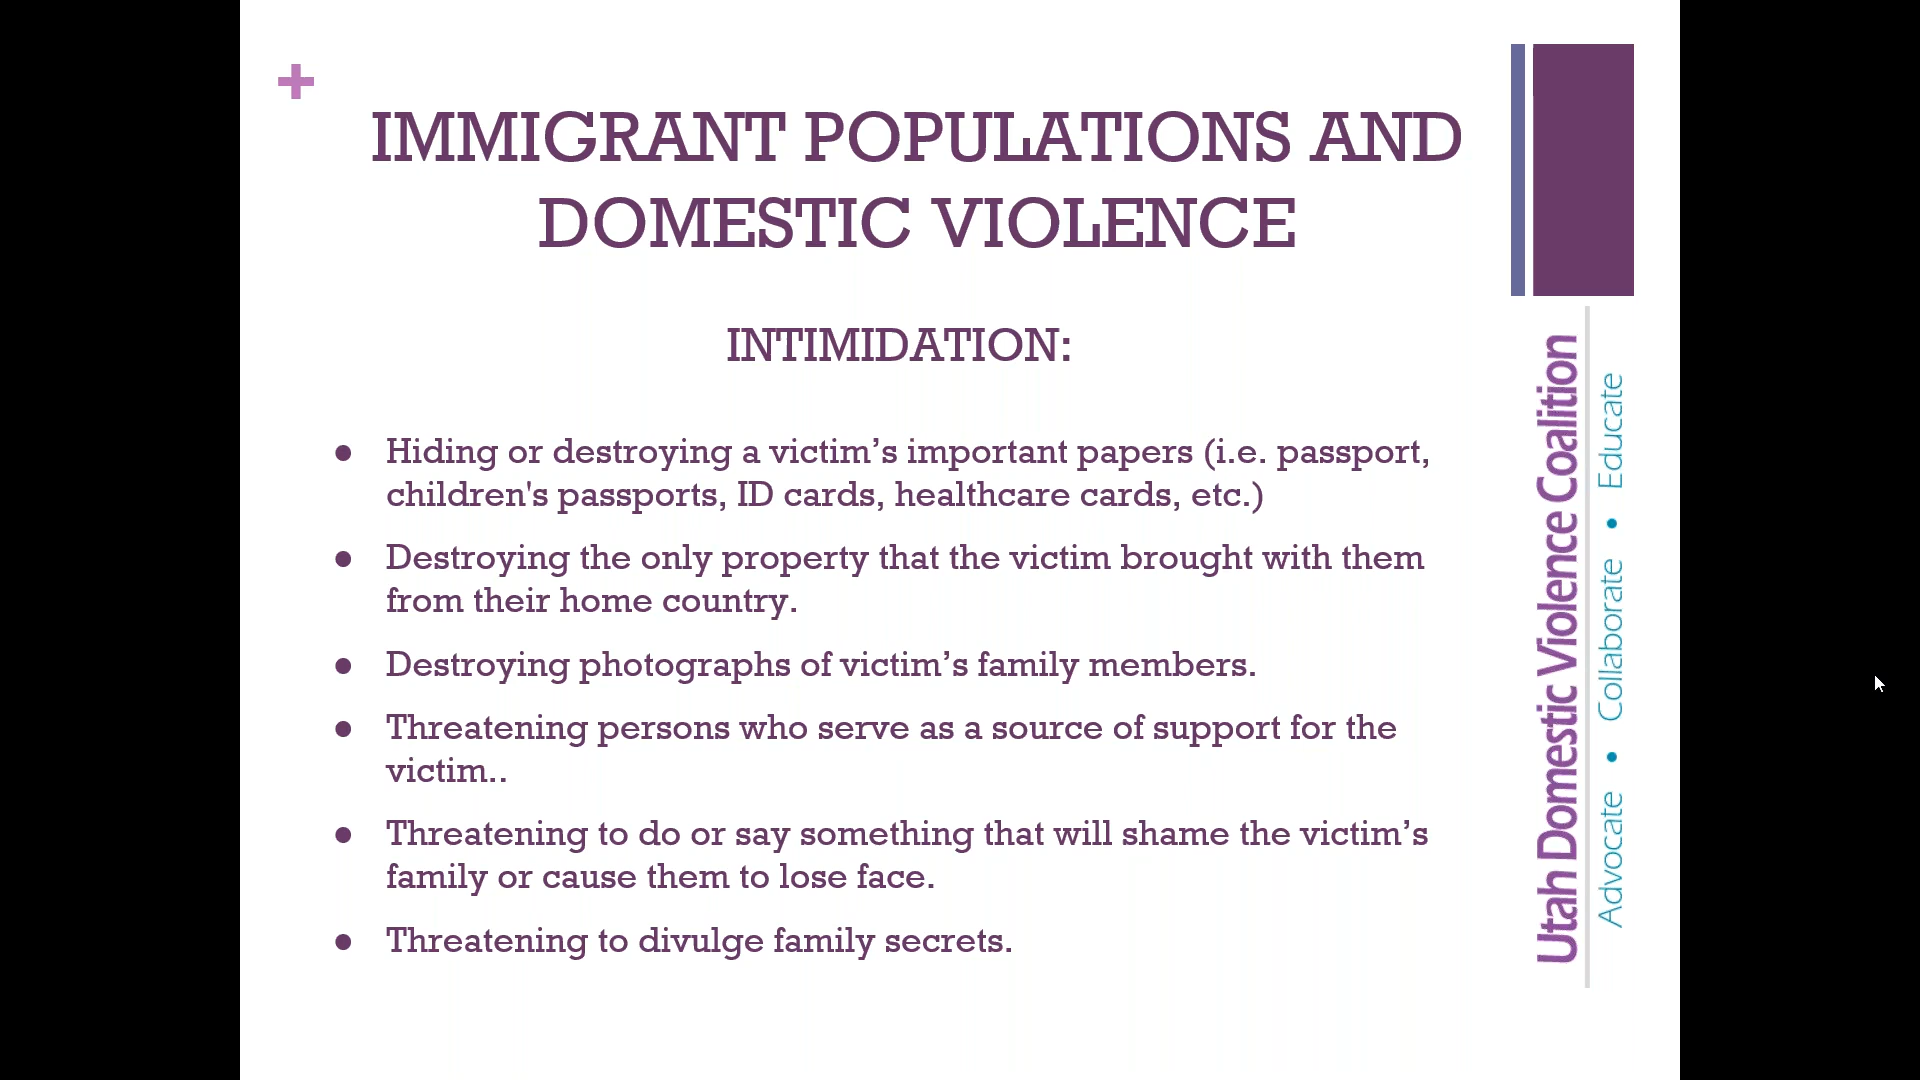 IMMIGRANT POPULATIONS AND
DOMESTIC VIOLENCE
INTIMIDATION:
● Hiding or destroying a victim’s important papers (i.e. passport,
children's passports, ID cards, healthcare cards, etc.)
● Destroying the only property that the victim brought with them
from their home country.
● Destroying photographs of victim’s family members.
● Threatening persons who serve as a source of support for the
victim..
● Threatening to do or say something that will shame the victim’s
family or cause them to lose face.
● Threatening to divulge family secrets.
Utah Domestic Violence Coalition
Advocate • Collaborate • Educate